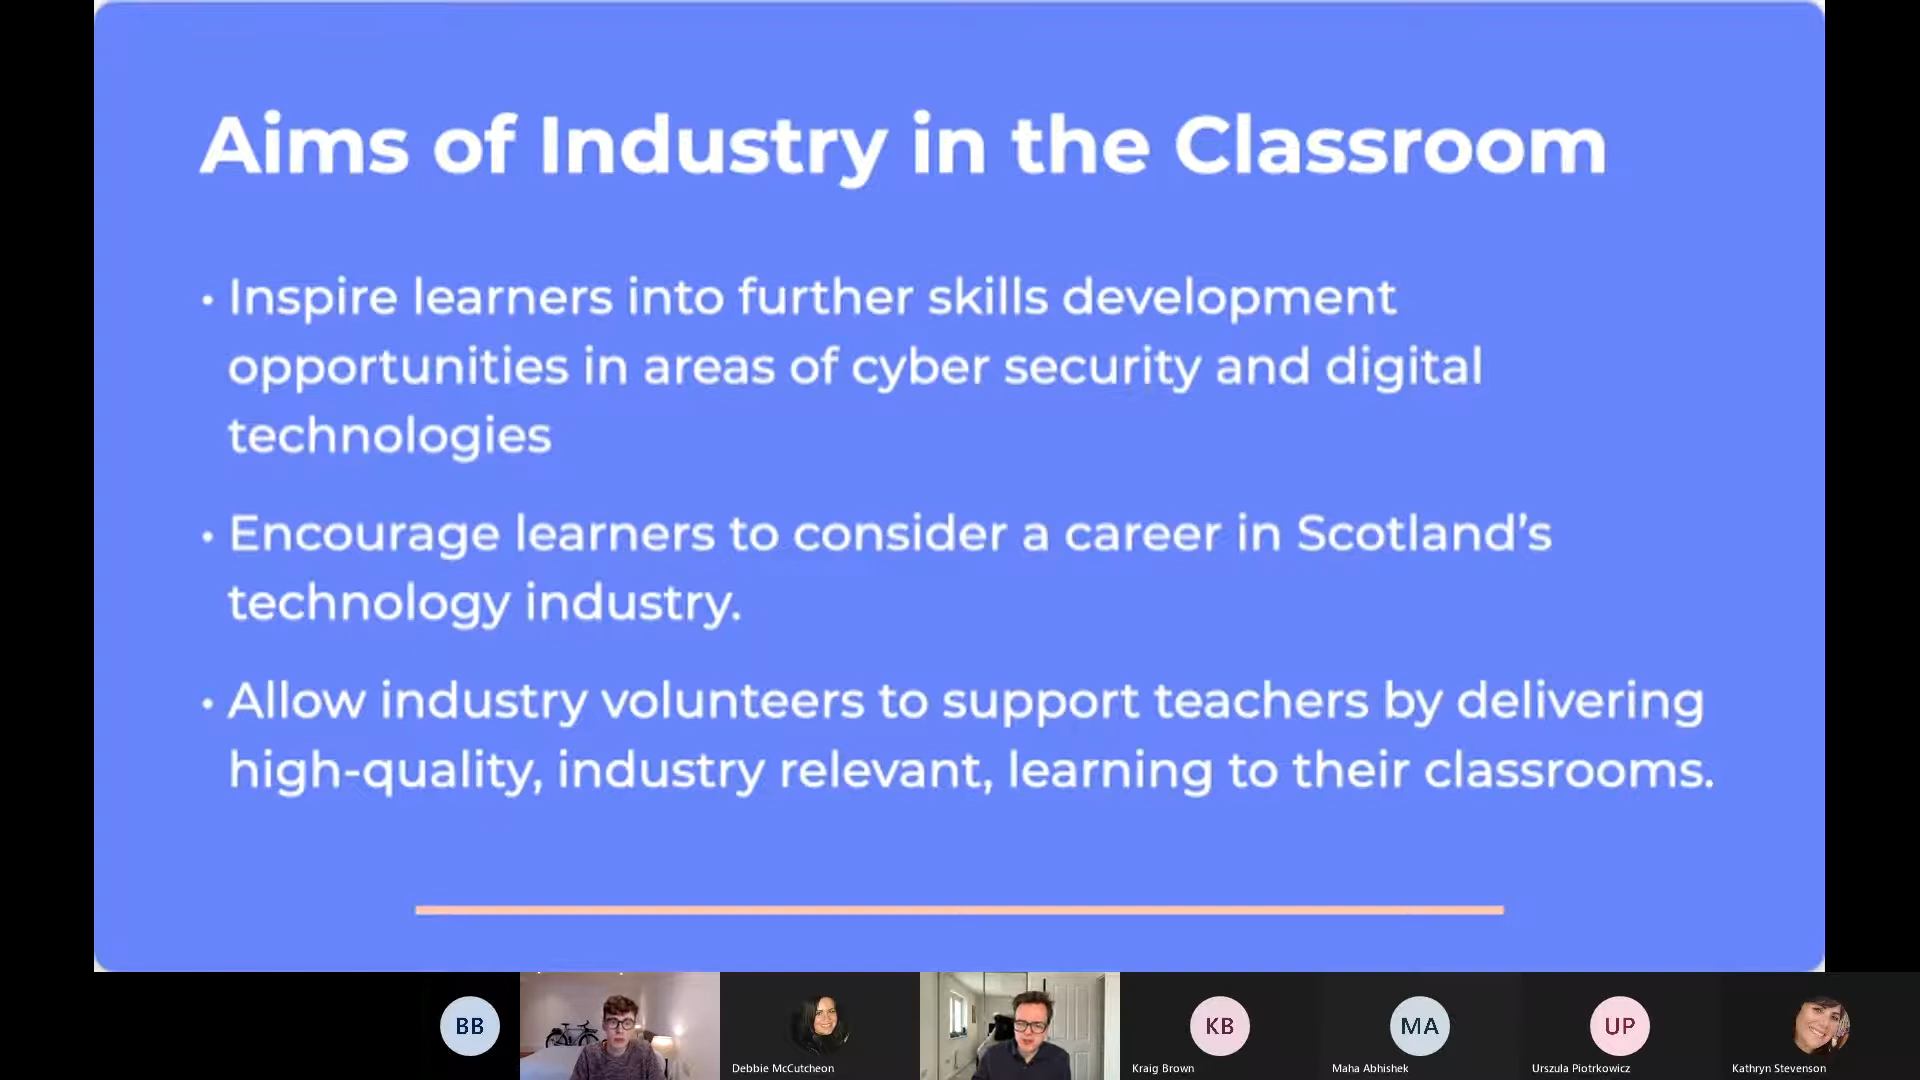 Aims of Industry in the Classroom
• Inspire learners into further skills development
opportunities in areas of cyber security and digital
technologies
• Encourage learners to consider a career in Scotland’s
technology industry.
• Allow industry volunteers to support teachers by delivering
high-quality, industry relevant, learning to their classrooms.
BB
KB
MA
UP
Debbie McCutcheon
Kraig Brown
Maha Abhishek
Urszula Piotrkowicz
Kathryn Stevenson